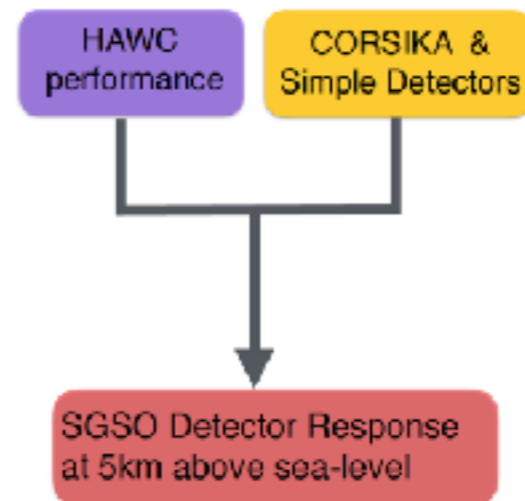 HAWC
performance
CORSIKA &
Simple Detectors
SGSO Detector Response
at 5km above sea-level